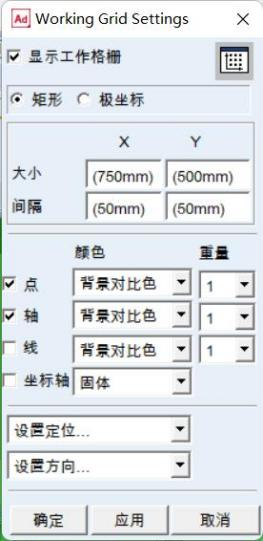 Ad Working Grid Settings
显示工作格栅
矩形 极坐标
X Y
大小 (750mm) (500mm)
间隔 (50mm) (50mm)
颜色 重量
点 背景对比色 1
轴 背景对比色 1
线 背景对比色 1
坐标轴 固体
设置定位...
设置方向...
确定 应用 取消